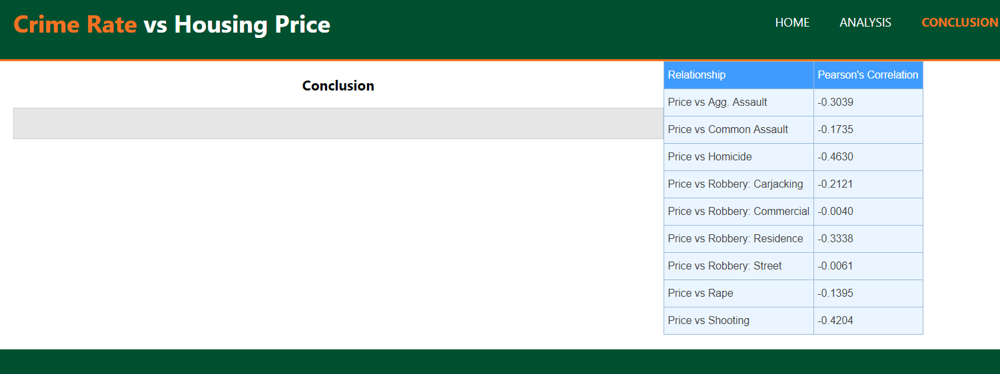 Crime Rate vs Housing Price
HOME ANALYSIS CONCLUSION
Conclusion
Relationship Pearson's Correlation
Price vs Agg. Assault -0.3039
Price vs Common Assault -0.1735
Price vs Homicide -0.4630
Price vs Robbery: Carjacking -0.2121
Price vs Robbery: Commercial -0.0040
Price vs Robbery: Residence -0.3338
Price vs Robbery: Street -0.0061
Price vs Rape -0.1395
Price vs Shooting -0.4204